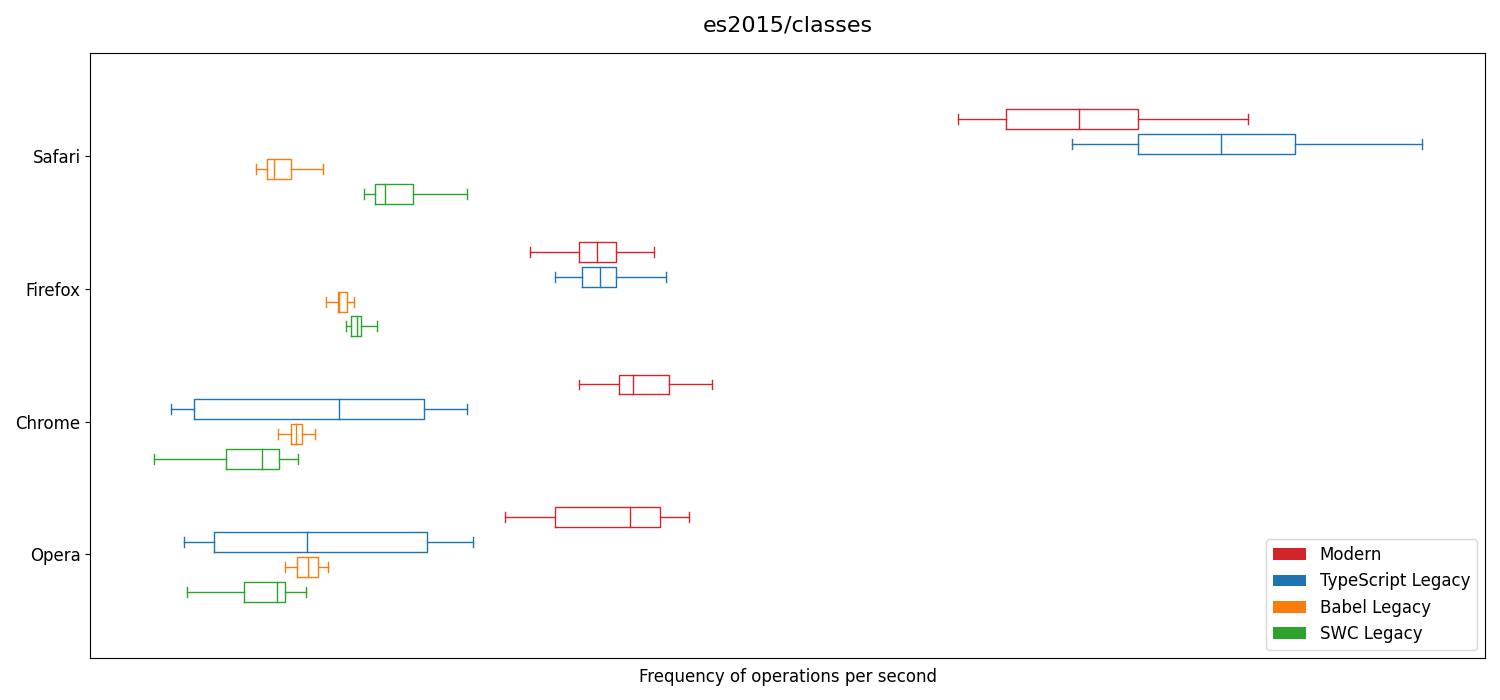 es2015/classes
Safari
Firefox
Chrome
Opera
Modern
TypeScript Legacy
Babel Legacy
SWC Legacy
Frequency of operations per second